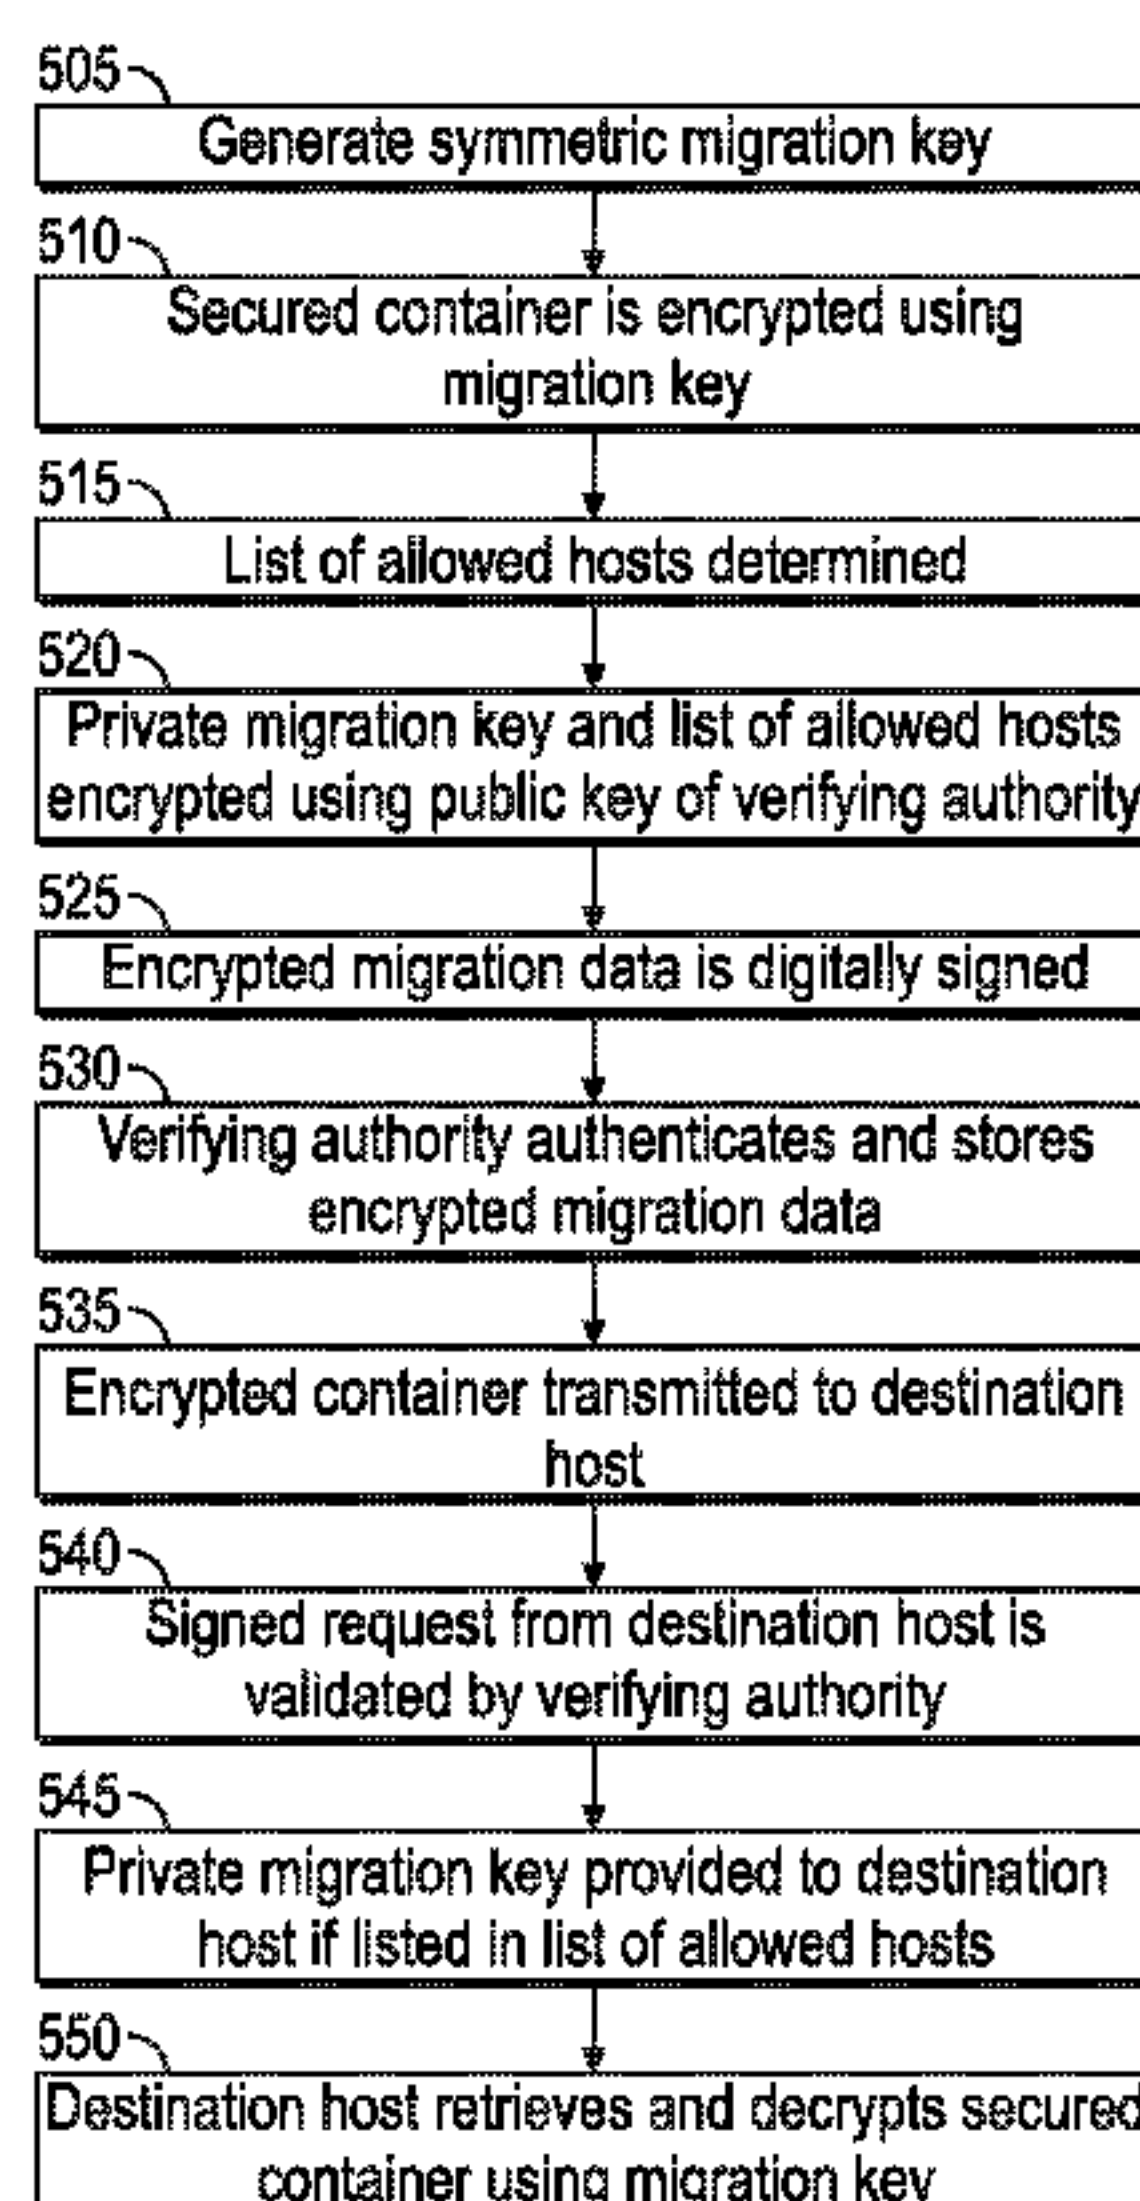 505
Generate symmetric migration key
510
Secured container is encrypted using
migration key
515
List of allowed hosts determined
520
Private migration key and list of allowed hosts
encrypted using public key of verifying authority
525
Encrypted migration data is digitally signed
530
Verifying authority authenticates and stores
encrypted migration data
535
Encrypted container transmitted to destination
host
540
Signed request from destination host is
validated by verifying authority
545
Private migration key provided to destination
host if listed in list of allowed hosts
550
Destination host retrieves and decrypts secured
container using migration key